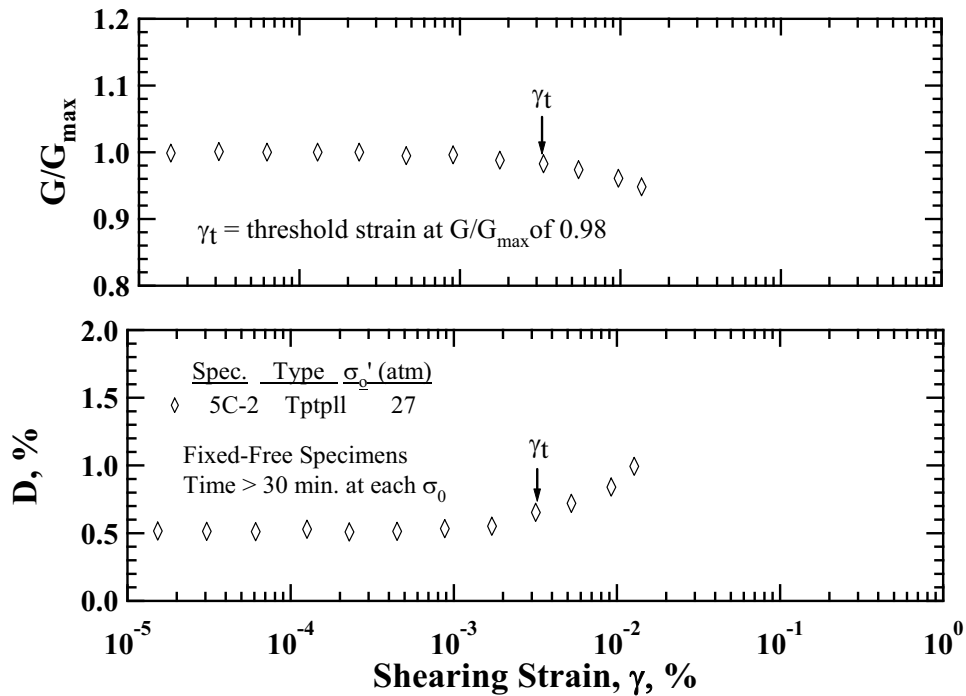 1.2
1.1
1.0
0.9
0.8
G/Gmax
γt
γt = threshold strain at G/Gmax of 0.98
2.0
1.5
1.0
0.5
0.0
D, %
Spec. Type σo' (atm)
5C-2 Tptpll 27
Fixed-Free Specimens
Time > 30 min. at each σ0
γt
10-5 10-4 10-3 10-2 10-1 100
Shearing Strain, γ, %